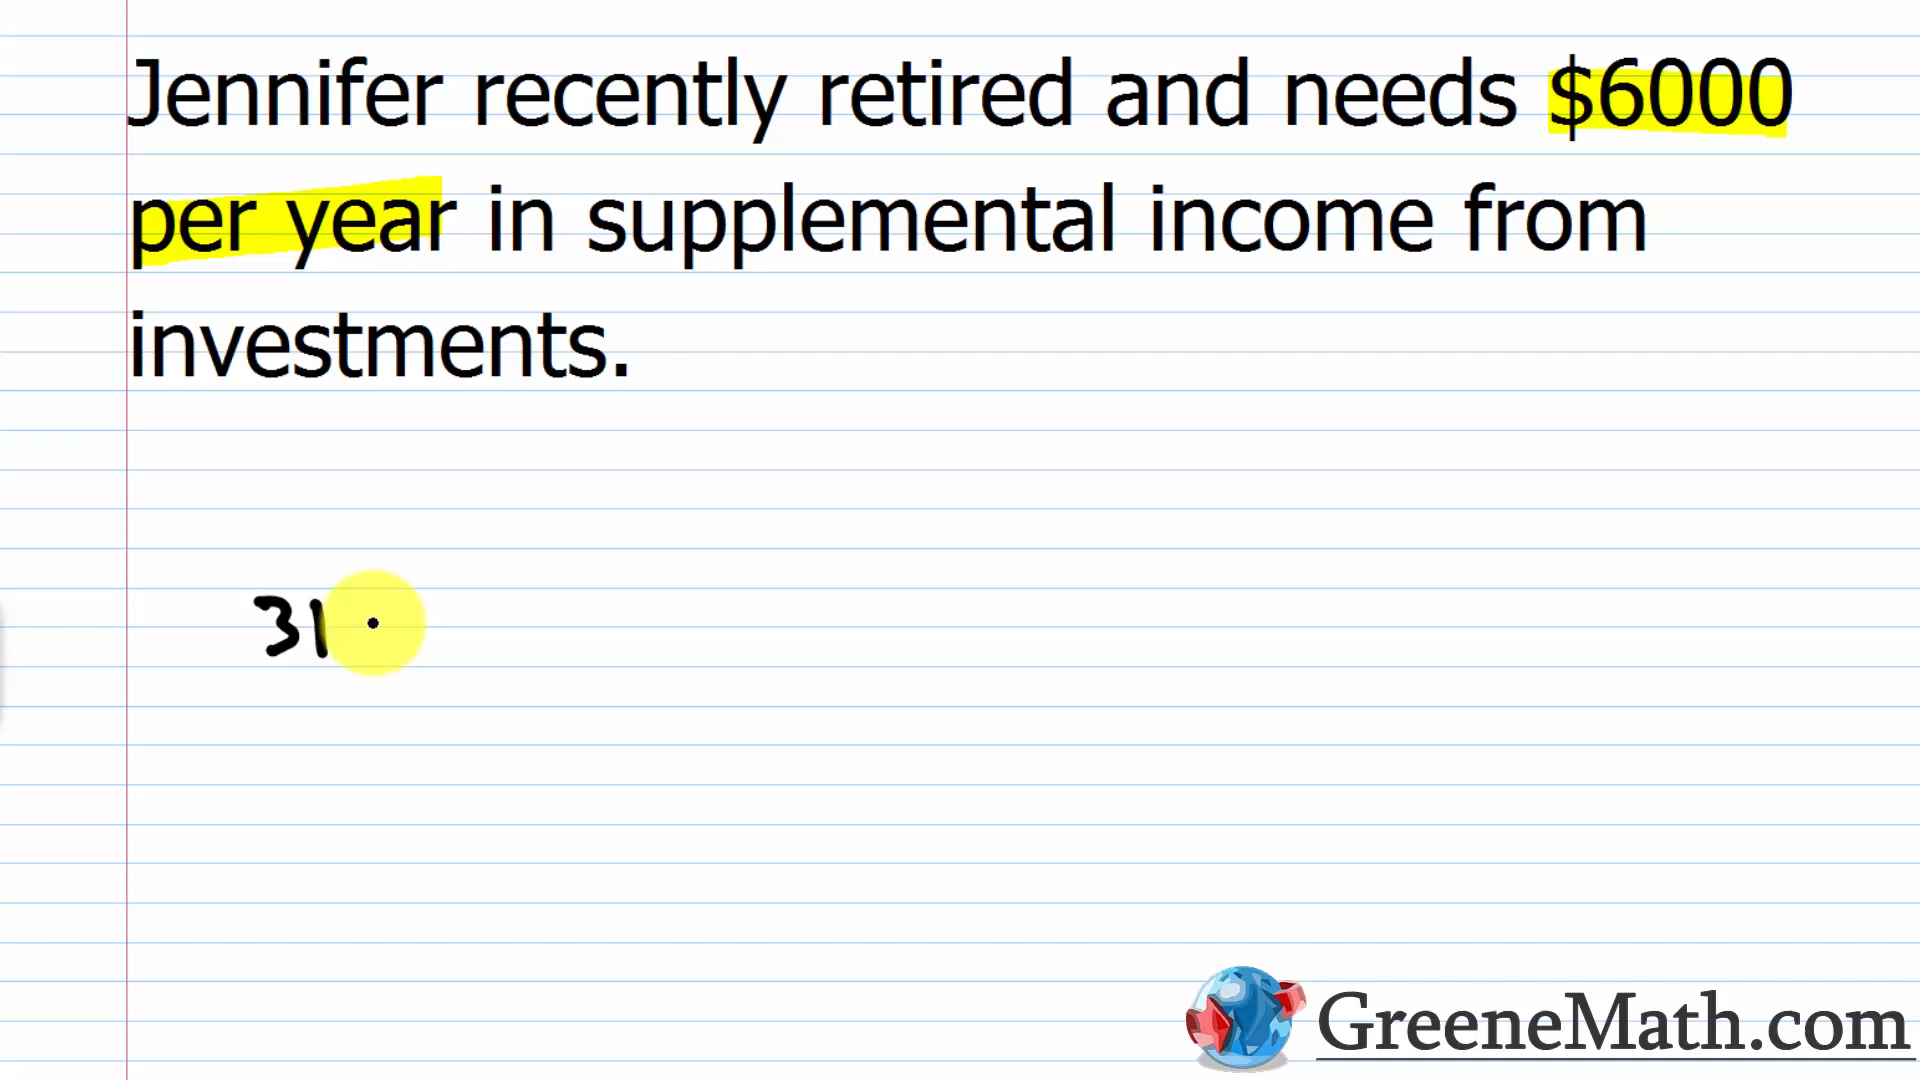 Jennifer recently retired and needs $6000
per year in supplemental income from
investments.
31
GreeneMath.com